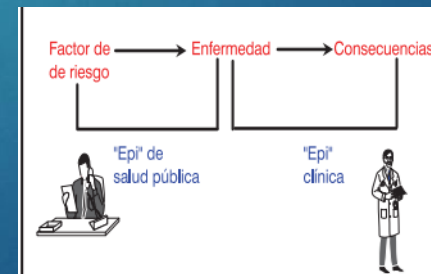 Factor de
de riesgo
Enfermedad
Consecuencias
"Epi" de
salud pública
"Epi"
clínica